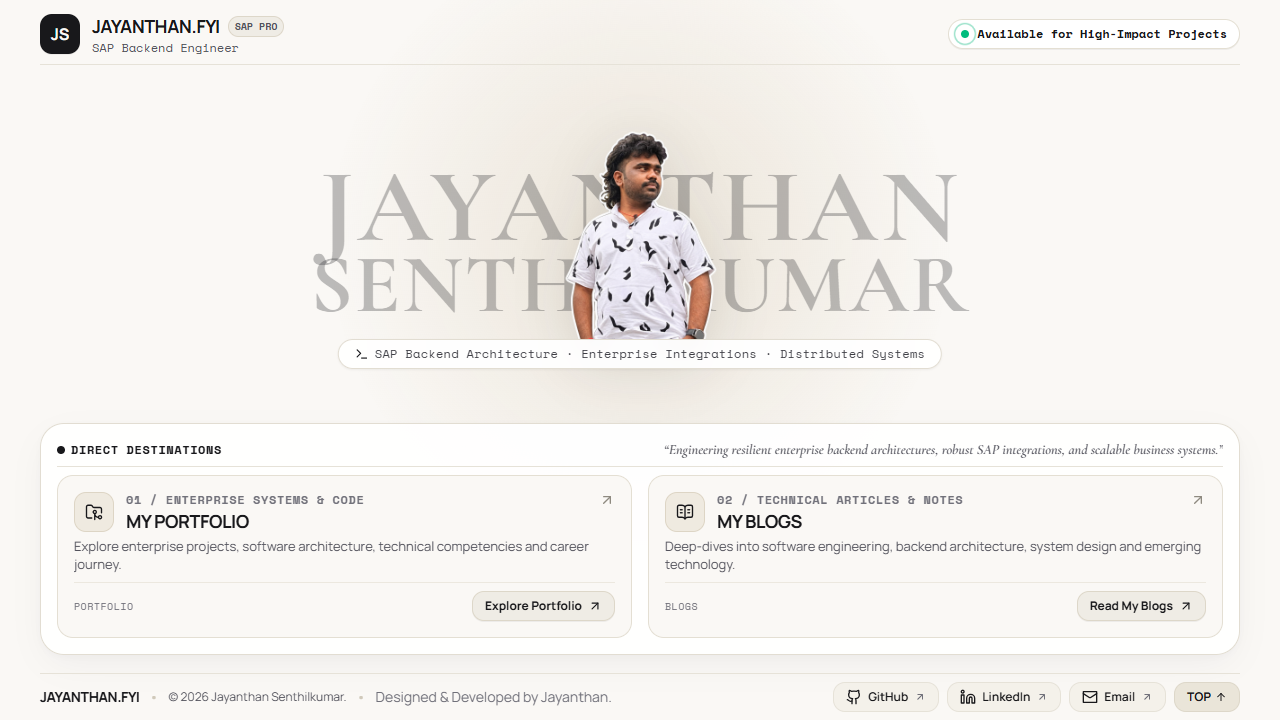 JS
JAYANTHAN.FYI
SAP PRO
SAP Backend Engineer
Available for High-Impact Projects
JAYANTHAN
SENTHILKUMAR
SAP Backend Architecture · Enterprise Integrations · Distributed Systems
DIRECT DESTINATIONS
“Engineering resilient enterprise backend architectures, robust SAP integrations, and scalable business systems.”
01 / ENTERPRISE SYSTEMS & CODE
MY PORTFOLIO
Explore enterprise projects, software architecture, technical competencies and career
journey.
PORTFOLIO
Explore Portfolio
02 / TECHNICAL ARTICLES & NOTES
MY BLOGS
Deep-dives into software engineering, backend architecture, system design and emerging
technology.
BLOGS
Read My Blogs
JAYANTHAN.FYI • © 2026 Jayanthan Senthilkumar. • Designed & Developed by Jayanthan.
GitHub
LinkedIn
Email
TOP ↑